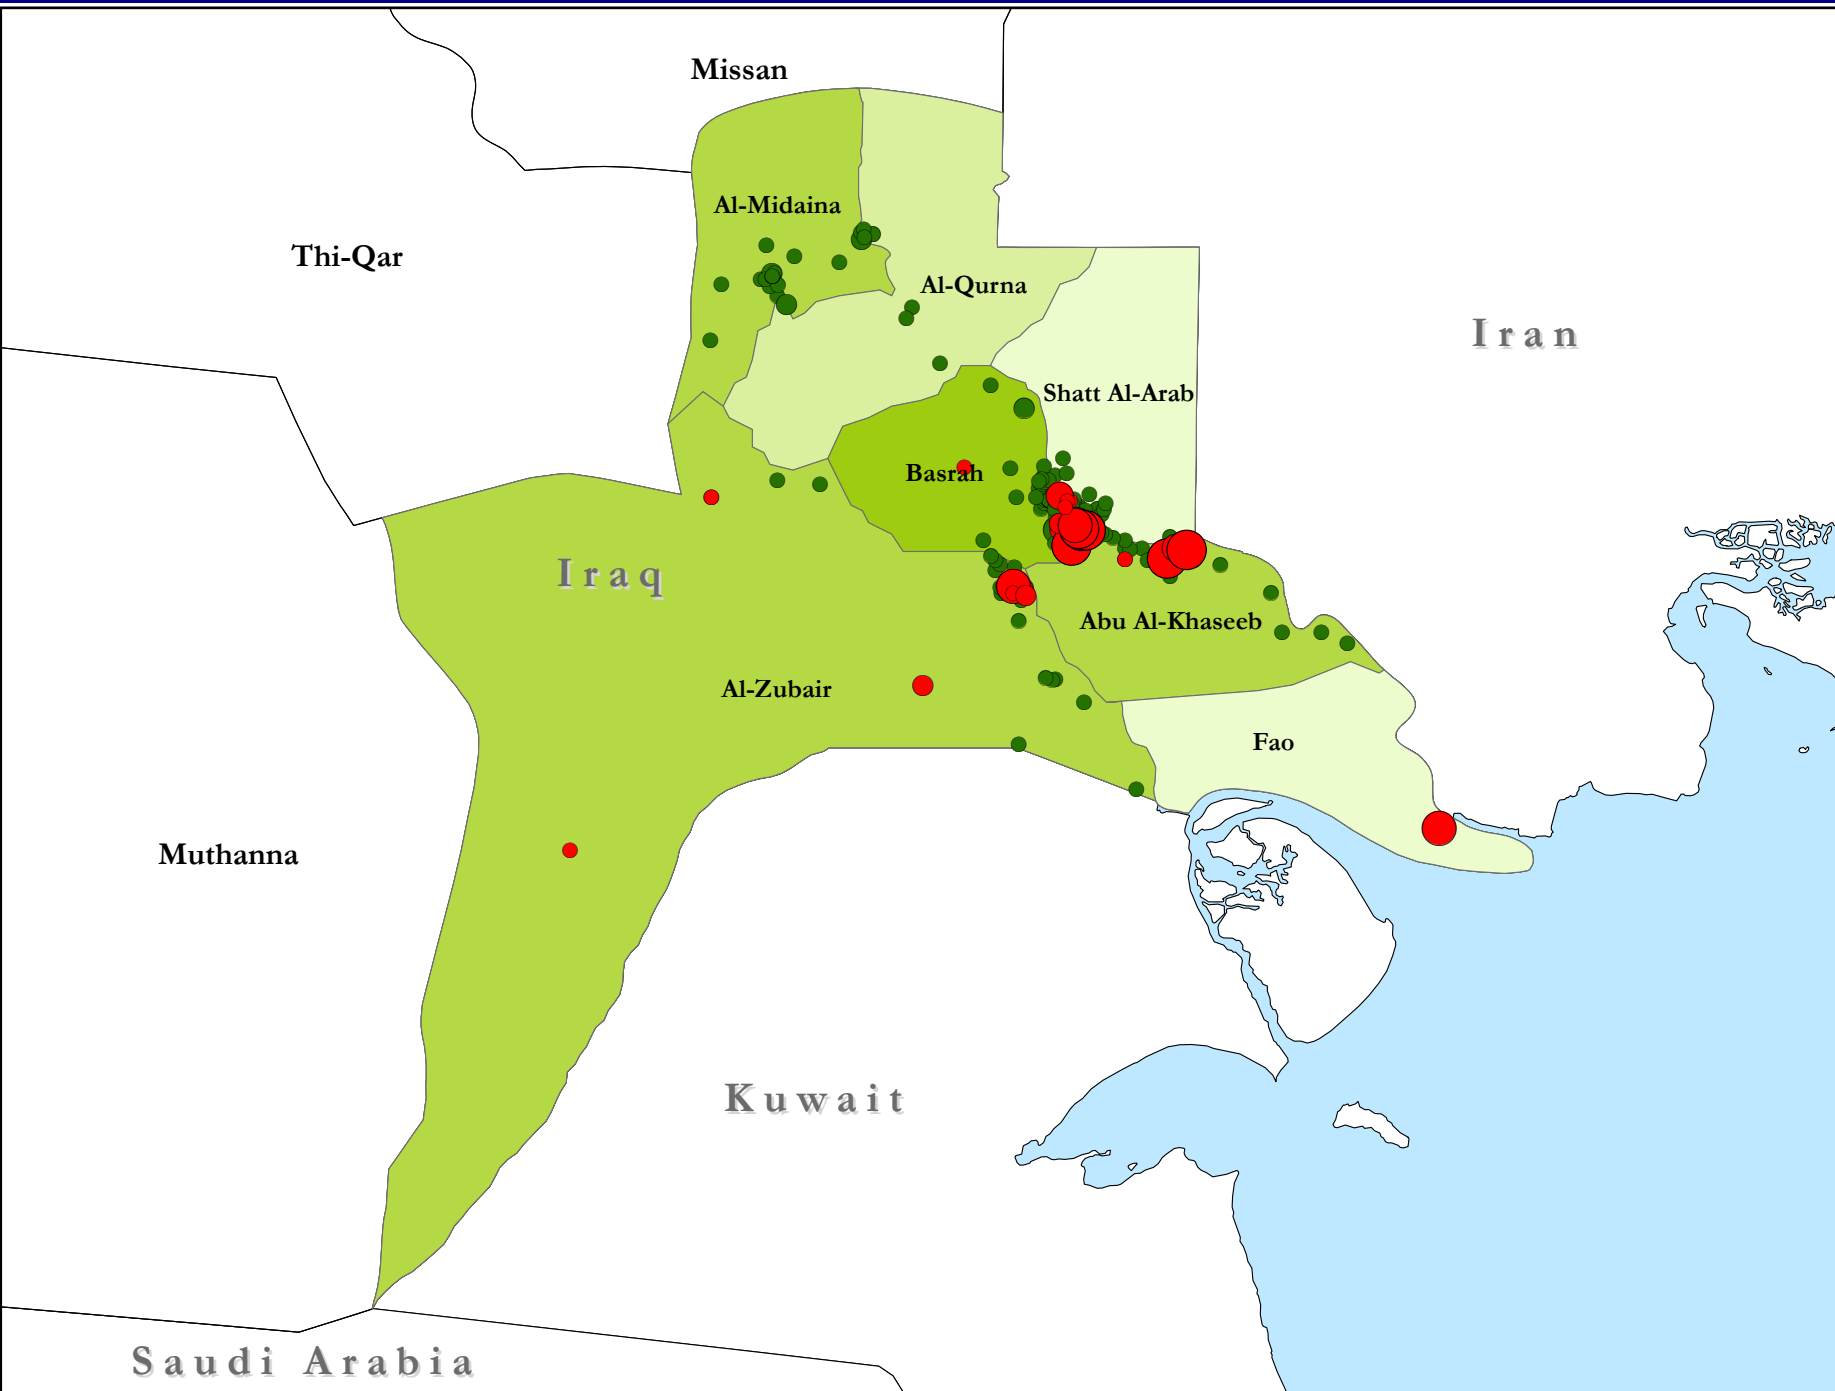 Missan
Al-Midaina
Thi-Qar
Al-Qurna
Iran
Shatt Al-Arab
Basrah
Iraq
Abu Al-Khaseeb
Al-Zubair
Fao
Muthanna
Kuwait
Saudi Arabia